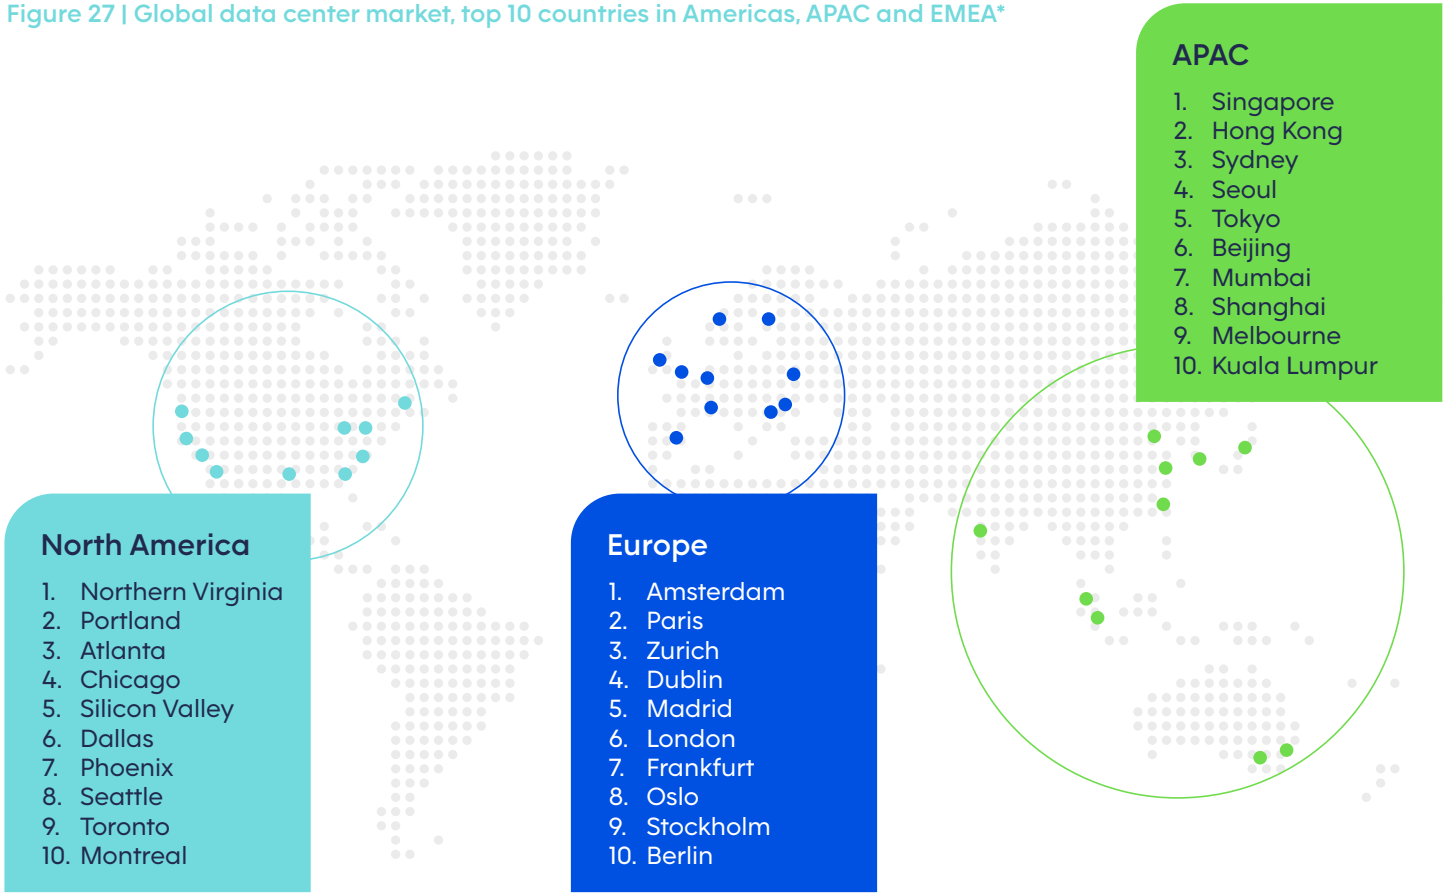 Figure 27 | Global data center market, top 10 countries in Americas, APAC and EMEA*
APAC
1. Singapore
2. Hong Kong
3. Sydney
4. Seoul
5. Tokyo
6. Beijing
7. Mumbai
8. Shanghai
9. Melbourne
10. Kuala Lumpur
North America
1. Northern Virginia
2. Portland
3. Atlanta
4. Chicago
5. Silicon Valley
6. Dallas
7. Phoenix
8. Seattle
9. Toronto
10. Montreal
Europe
1. Amsterdam
2. Paris
3. Zurich
4. Dublin
5. Madrid
6. London
7. Frankfurt
8. Oslo
9. Stockholm
10. Berlin